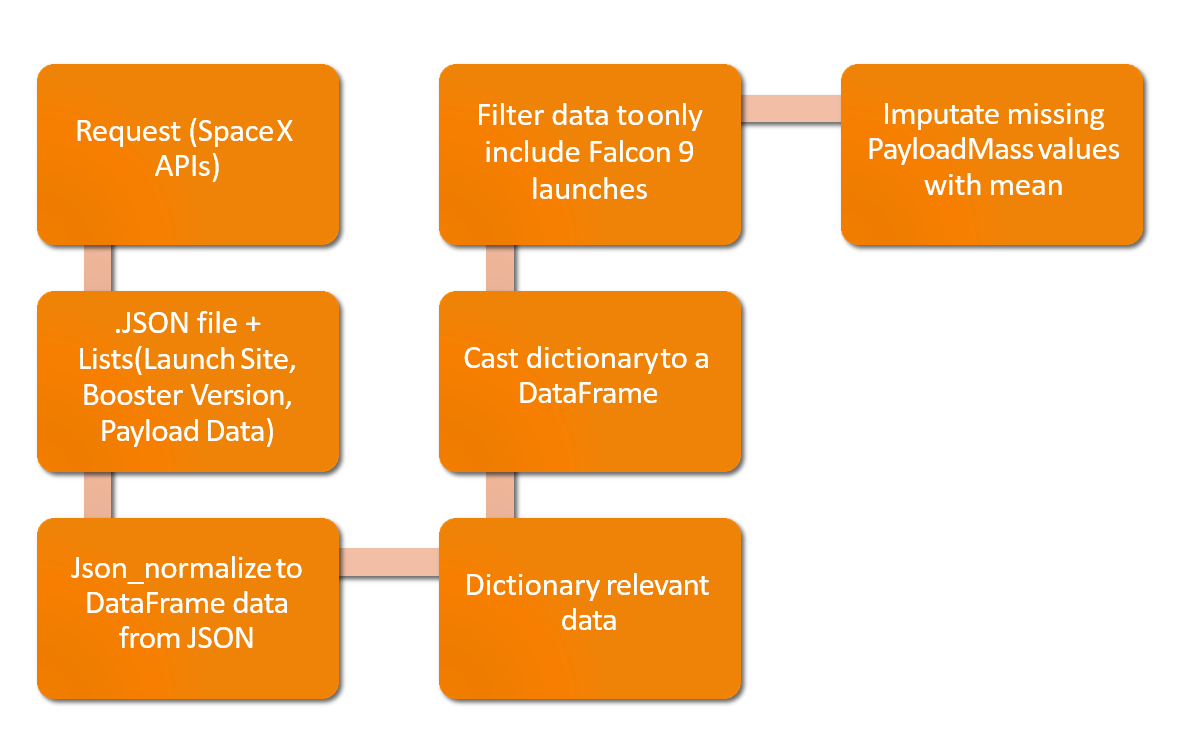 Request (SpaceX
APIs)
.JSON file +
Lists(Launch Site,
Booster Version,
Payload Data)
Json_normalize to
DataFrame data
from JSON
Dictionary relevant
data
Cast dictionary to a
DataFrame
Filter data to only
include Falcon 9
launches
Imputate missing
PayloadMass values
with mean